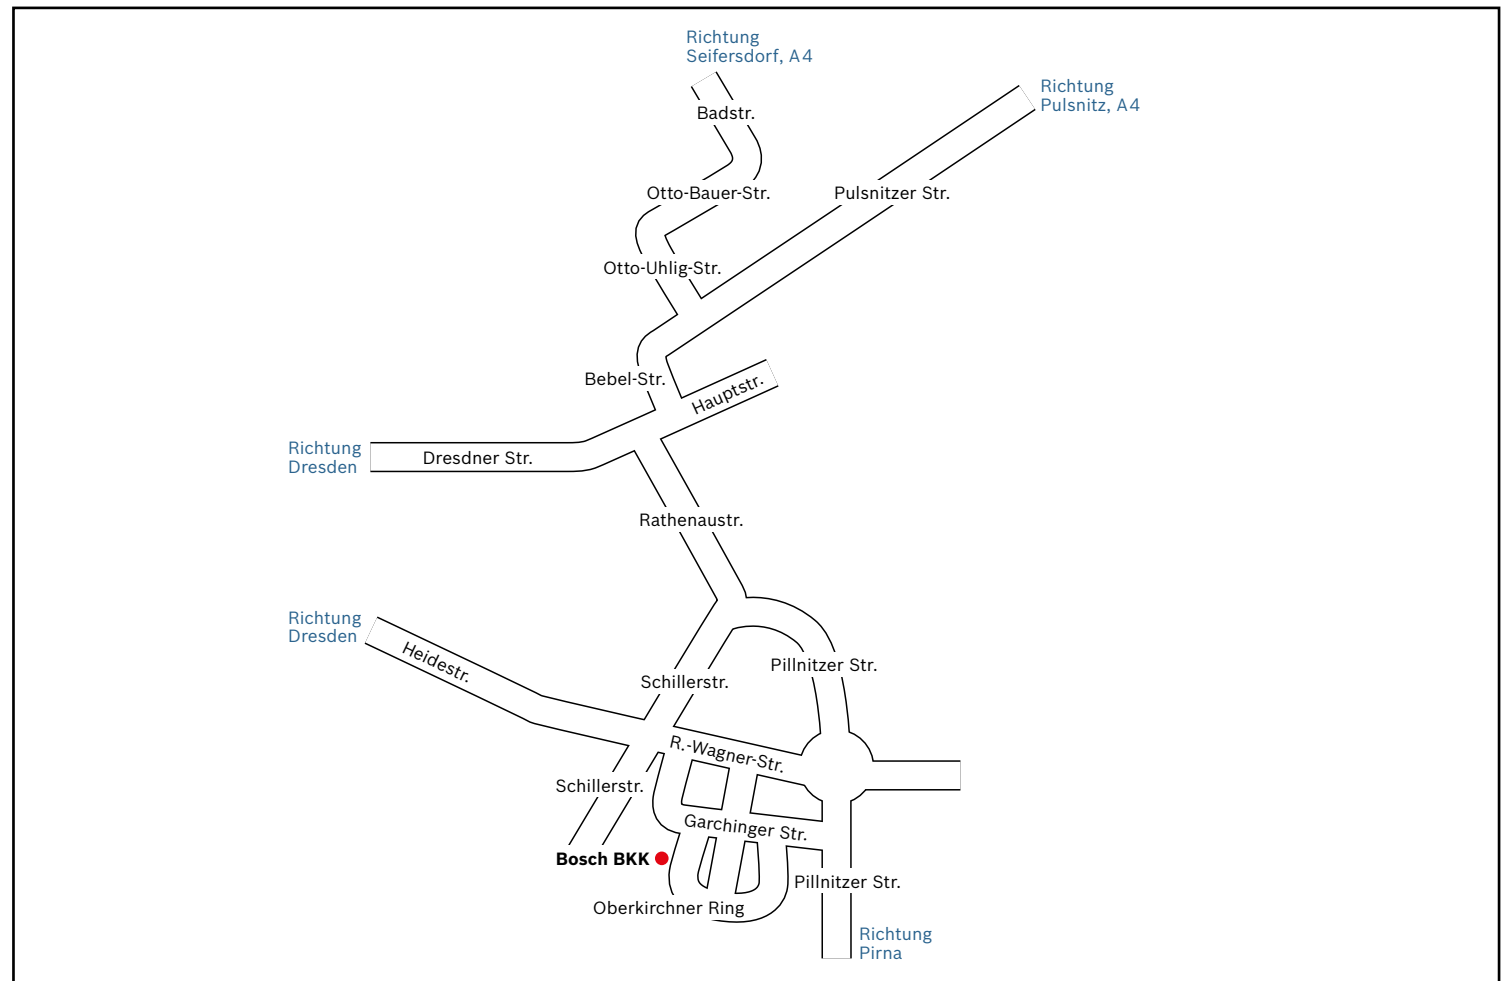 Richtung
Seifersdorf, A4
Badstr.
Richtung
Pulsnitz, A4
Otto-Bauer-Str.
Pulsnitzer Str.
Otto-Uhlig-Str.
Bebel-Str.
Hauptstr.
Richtung
Dresden
Dresdner Str.
Rathenaustr.
Richtung
Dresden
Heidestr.
Pillnitzer Str.
Schillerstr.
R.-Wagner-Str.
Schillerstr.
Garchinger Str.
Bosch BKK
Pillnitzer Str.
Oberkirchner Ring
Richtung
Pirna